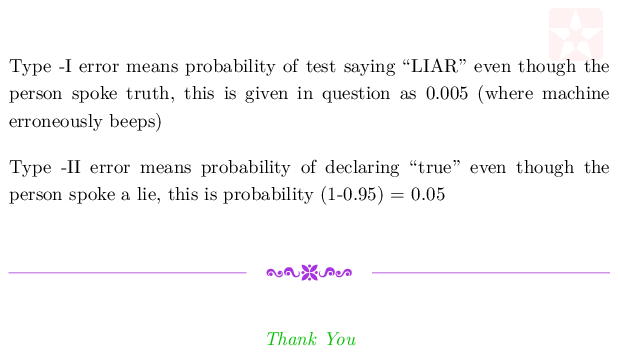 Type -I error means probability of test saying “LIAR” even though the
person spoke truth, this is given in question as 0.005 (where machine
erroneously beeps)
Type -II error means probability of declaring “true” even though the
person spoke a lie, this is probability (1-0.95) = 0.05
Thank You